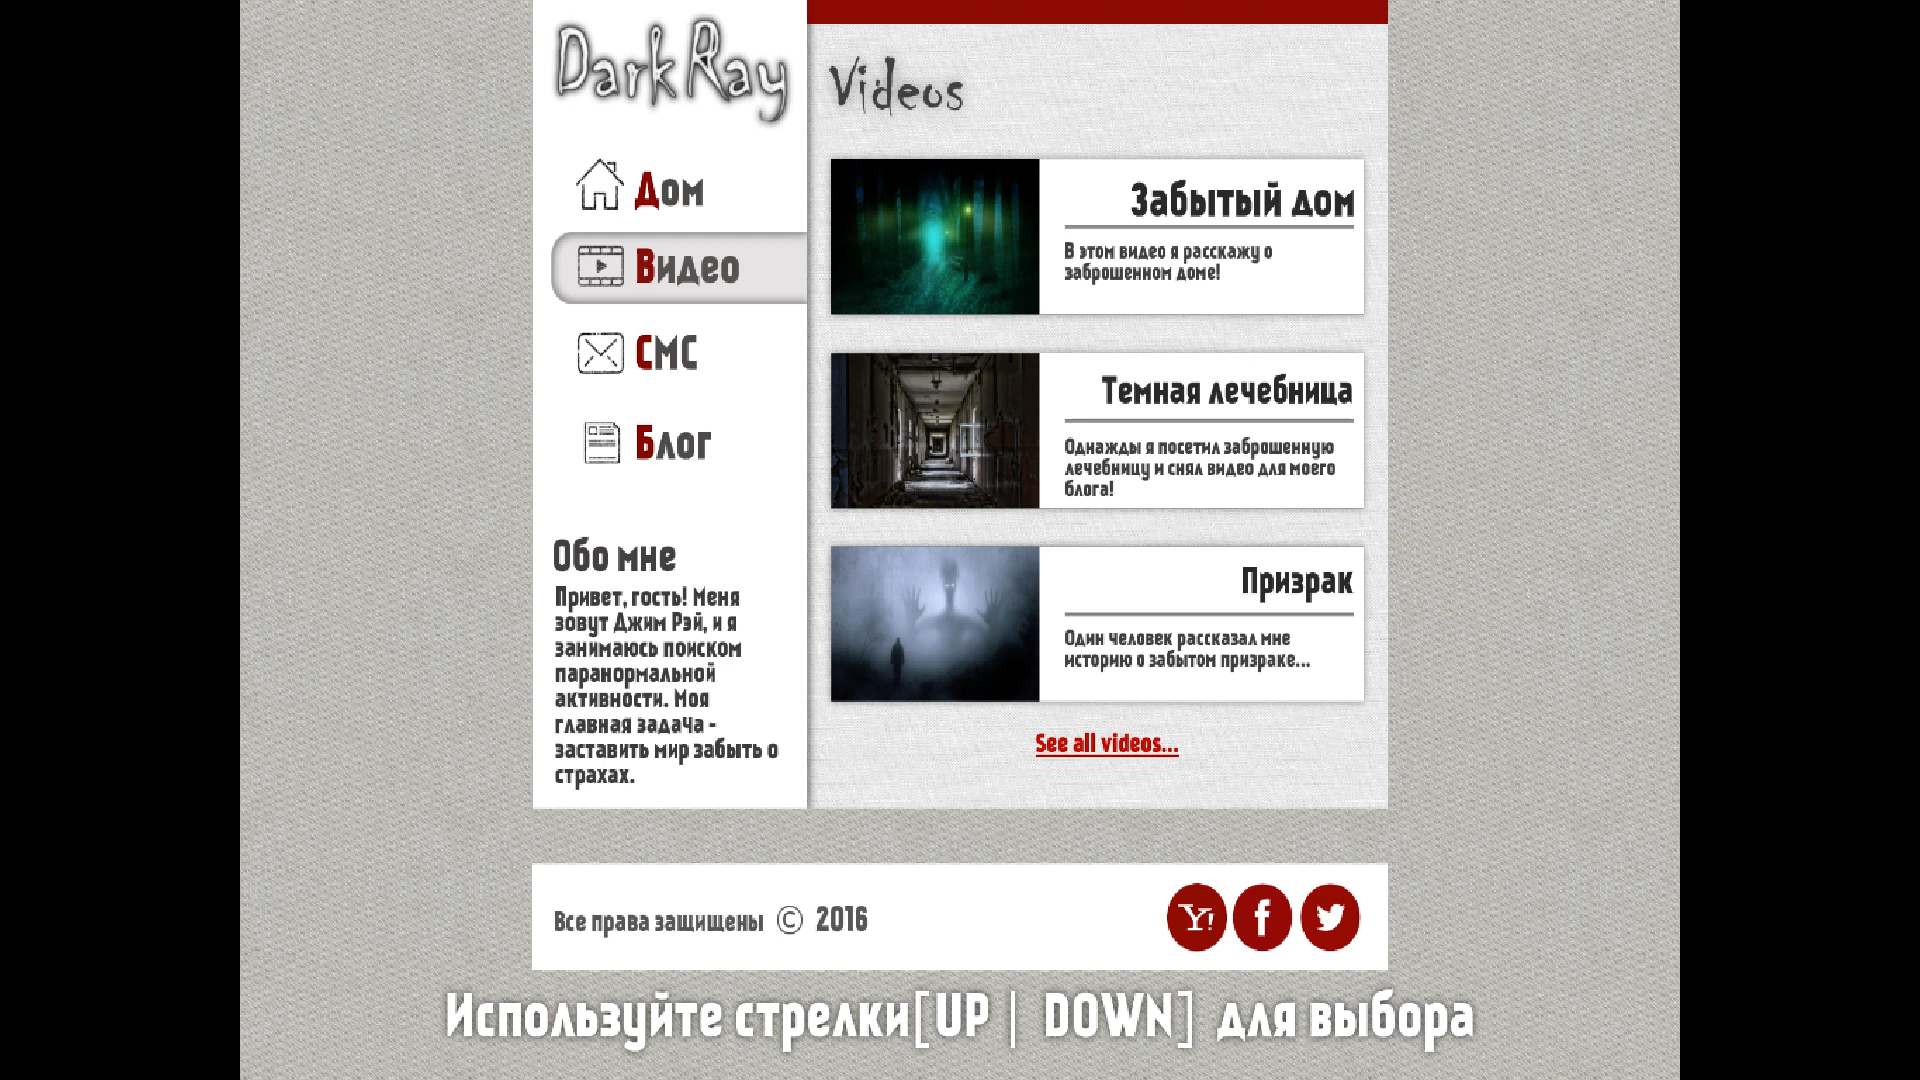 DarkRay
Дом
Видео
СМС
Блог
Обо мне
Привет, гость! Меня
зовут Джим Рэй, и я
занимаюсь поиском
паранормальной
активности. Моя
главная задача -
заставить мир забыть о
страхах.
Videos
Забытый дом
В этом видео я расскажу о
заброшенном доме!
Темная лечебница
Однажды я посетил заброшенную
лечебницу и снял видео для моего
блога!
Призрак
Один человек рассказал мне
историю о забытом призраке...
See all videos...
Все права защищены © 2016
Y! f
Используйте стрелки[UP | DOWN] для выбора